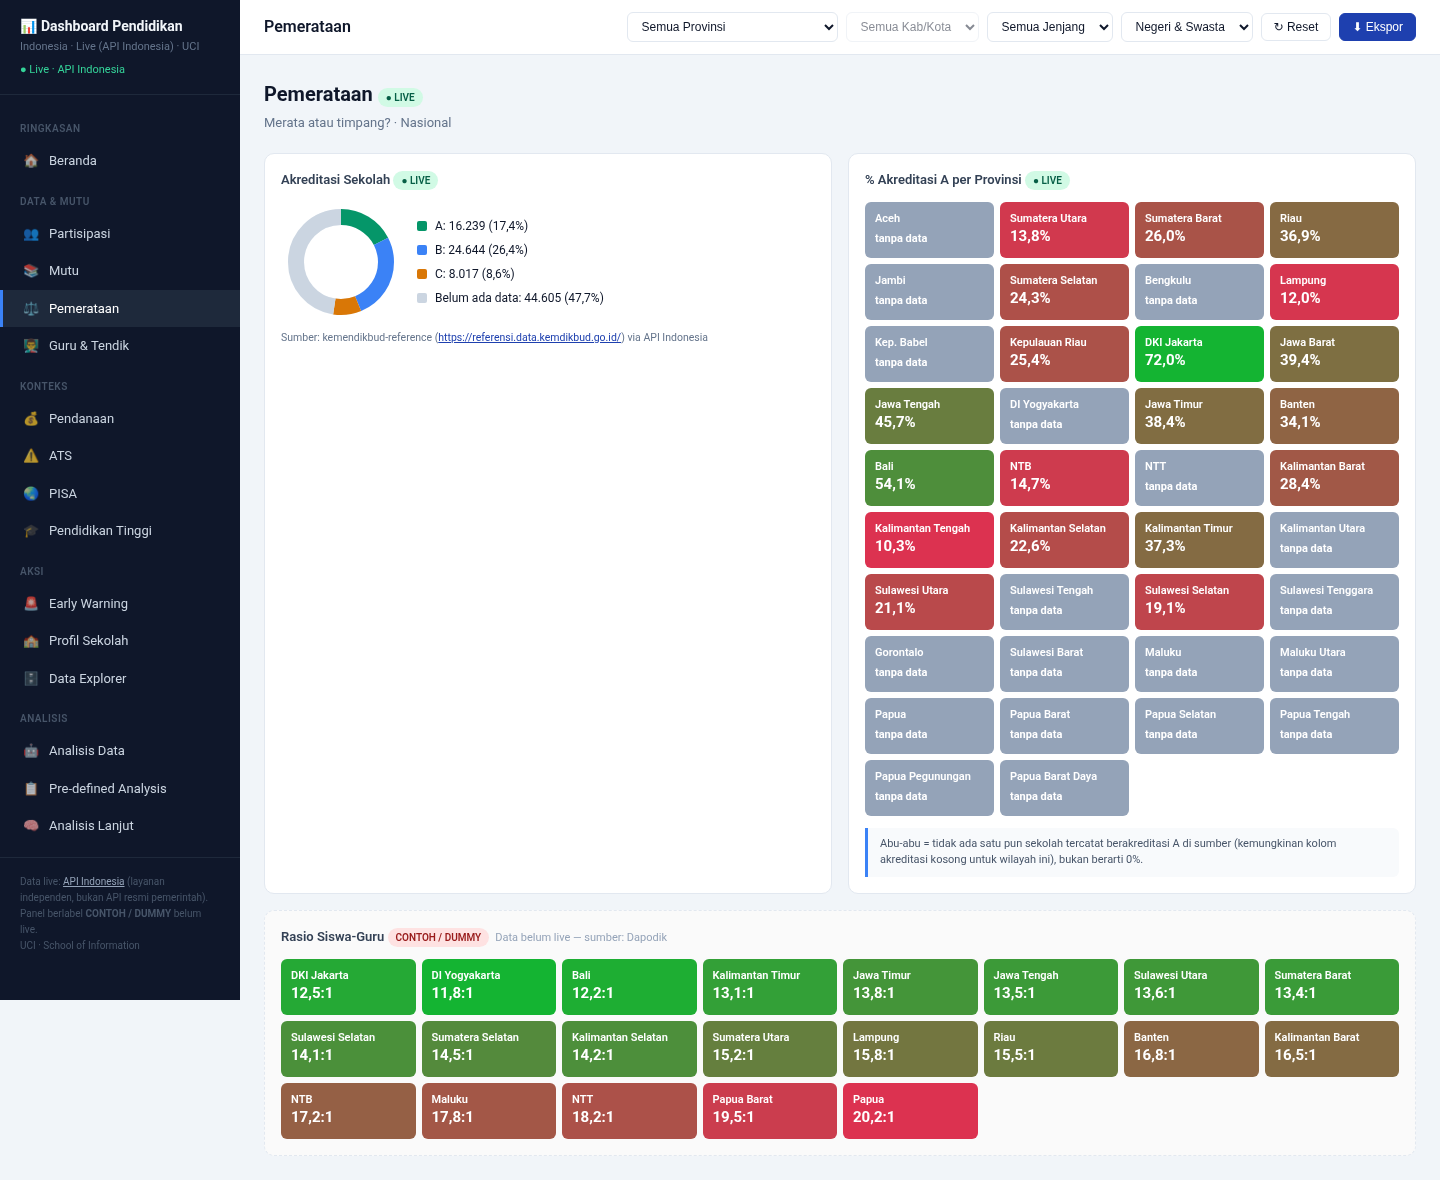 📊 Dashboard Pendidikan
Indonesia · Live (API Indonesia) · UCI
● Live · API Indonesia
RINGKASAN
Beranda
DATA & MUTU
Partisipasi
Mutu
Pemerataan
Guru & Tendik
KONTEKS
Pendanaan
ATS
PISA
Pendidikan Tinggi
AKSI
Early Warning
Profil Sekolah
Data Explorer
ANALISIS
Analisis Data
Pre-defined Analysis
Analisis Lanjut
Data live: API Indonesia (layanan
independen, bukan API resmi pemerintah).
Panel berlabel CONTOH / DUMMY belum
live.
UCI · School of Information
Pemerataan
Semua Provinsi
Semua Kab/Kota
Semua Jenjang
Negeri & Swasta
↻ Reset
⬇ Ekspor
Pemerataan ● LIVE
Merata atau timpang? · Nasional
Akreditasi Sekolah ● LIVE
A: 16.239 (17,4%)
B: 24.644 (26,4%)
C: 8.017 (8,6%)
Belum ada data: 44.605 (47,7%)
Sumber: kemendikbud-reference (https://referensi.data.kemdikbud.go.id/) via API Indonesia
% Akreditasi A per Provinsi ● LIVE
Aceh
tanpa data
Sumatera Utara
13,8%
Sumatera Barat
26,0%
Riau
36,9%
Jambi
tanpa data
Sumatera Selatan
24,3%
Bengkulu
tanpa data
Lampung
12,0%
Kep. Babel
tanpa data
Kepulauan Riau
25,4%
DKI Jakarta
72,0%
Jawa Barat
39,4%
Jawa Tengah
45,7%
DI Yogyakarta
tanpa data
Jawa Timur
38,4%
Banten
34,1%
Bali
54,1%
NTB
14,7%
NTT
tanpa data
Kalimantan Barat
28,4%
Kalimantan Tengah
10,3%
Kalimantan Selatan
22,6%
Kalimantan Timur
37,3%
Kalimantan Utara
tanpa data
Sulawesi Utara
21,1%
Sulawesi Tengah
tanpa data
Sulawesi Selatan
19,1%
Sulawesi Tenggara
tanpa data
Gorontalo
tanpa data
Sulawesi Barat
tanpa data
Maluku
tanpa data
Maluku Utara
tanpa data
Papua
tanpa data
Papua Barat
tanpa data
Papua Selatan
tanpa data
Papua Tengah
tanpa data
Papua Pegunungan
tanpa data
Papua Barat Daya
tanpa data
Abu-abu = tidak ada satu pun sekolah tercatat berakreditasi A di sumber (kemungkinan kolom
akreditasi kosong untuk wilayah ini), bukan berarti 0%.
Rasio Siswa-Guru CONTOH / DUMMY Data belum live — sumber: Dapodik
DKI Jakarta
12,5:1
DI Yogyakarta
11,8:1
Bali
12,2:1
Kalimantan Timur
13,1:1
Jawa Timur
13,8:1
Jawa Tengah
13,5:1
Sulawesi Utara
13,6:1
Sumatera Barat
13,4:1
Sulawesi Selatan
14,1:1
Sumatera Selatan
14,5:1
Kalimantan Selatan
14,2:1
Sumatera Utara
15,2:1
Lampung
15,8:1
Riau
15,5:1
Banten
16,8:1
Kalimantan Barat
16,5:1
NTB
17,2:1
Maluku
17,8:1
NTT
18,2:1
Papua Barat
19,5:1
Papua
20,2:1